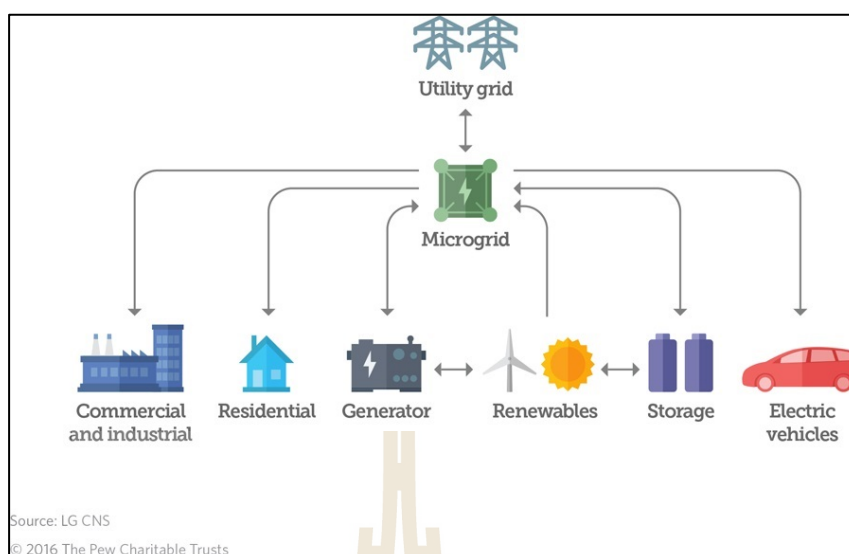 Utility grid
Microgrid
Commercial
and industrial
Residential
Generator
Renewables
Storage
Electric
vehicles
Source: LG CNS
© 2016 The Pew Charitable Trusts